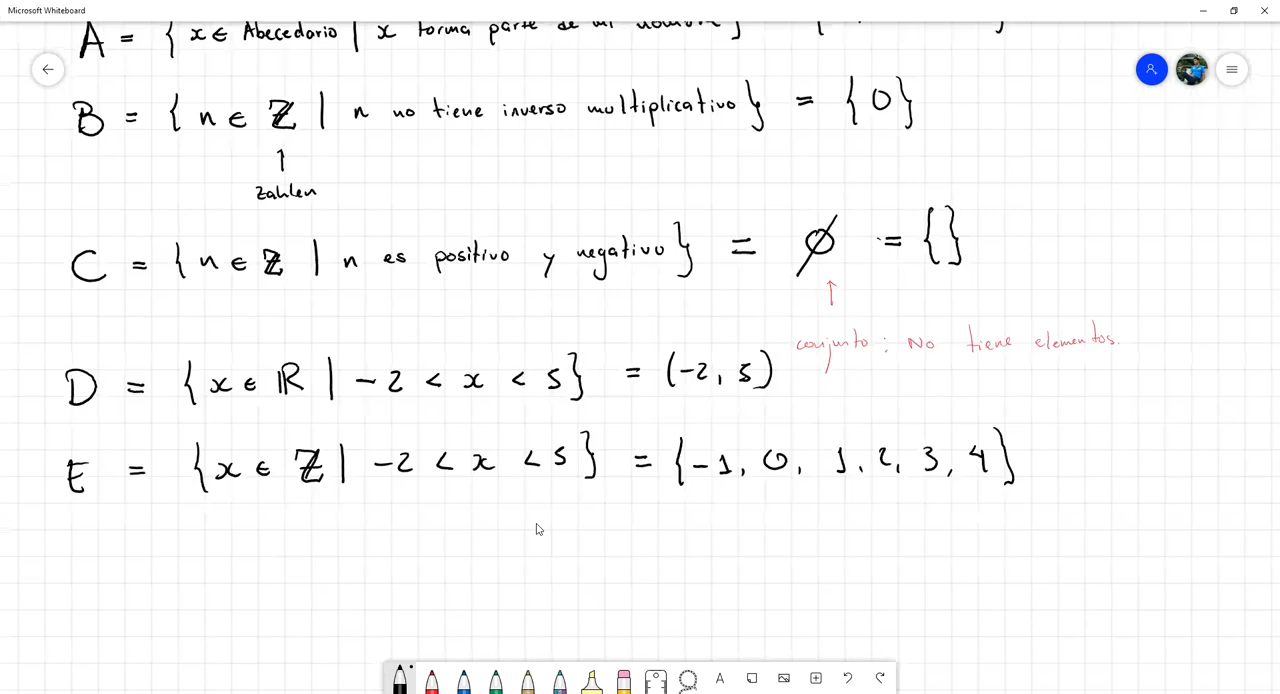 Microsoft Whiteboard
A = { x ∈ Abecedario | x forma parte de mi nombre }
B = { n ∈ ℤ | n no tiene inverso multiplicativo } = { 0 }
↑
Zahlen
C = { n ∈ ℤ | n es positivo y negativo } = ∅ = { }
↑
conjunto: No tiene elementos.
D = { x ∈ ℝ | -2 < x < 5 } = (-2, 5)
E = { x ∈ ℤ | -2 < x < 5 } = { -1, 0, 1, 2, 3, 4 }